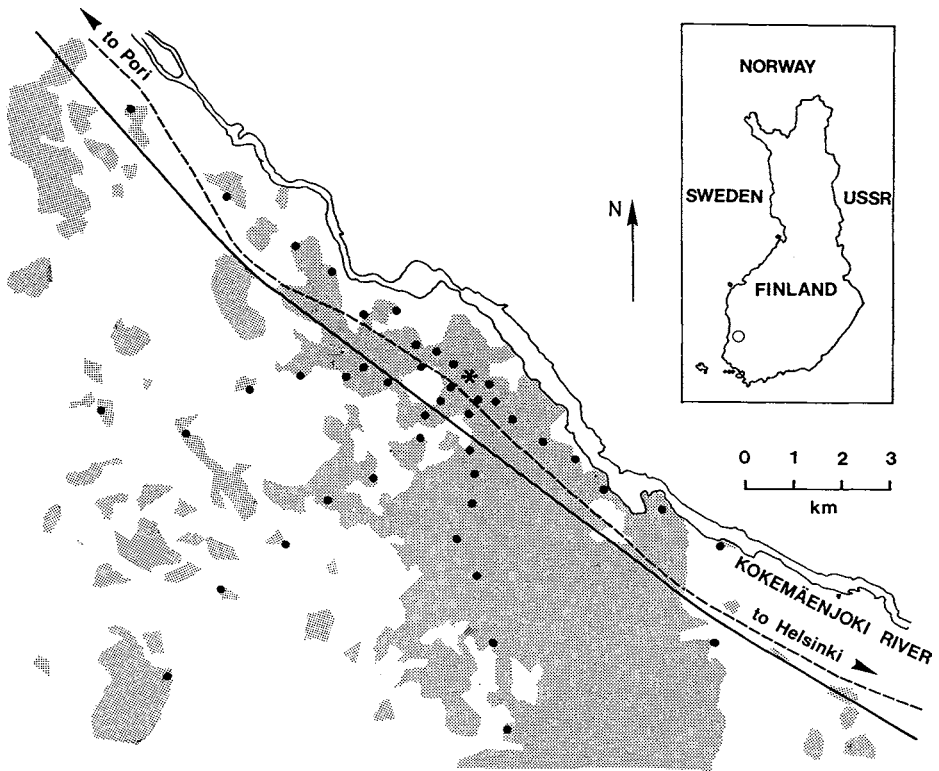 to Pori
NORWAY
SWEDEN
USSR
FINLAND
N
0 1 2 3
km
KOKEMÄENJOKI RIVER
to Helsinki